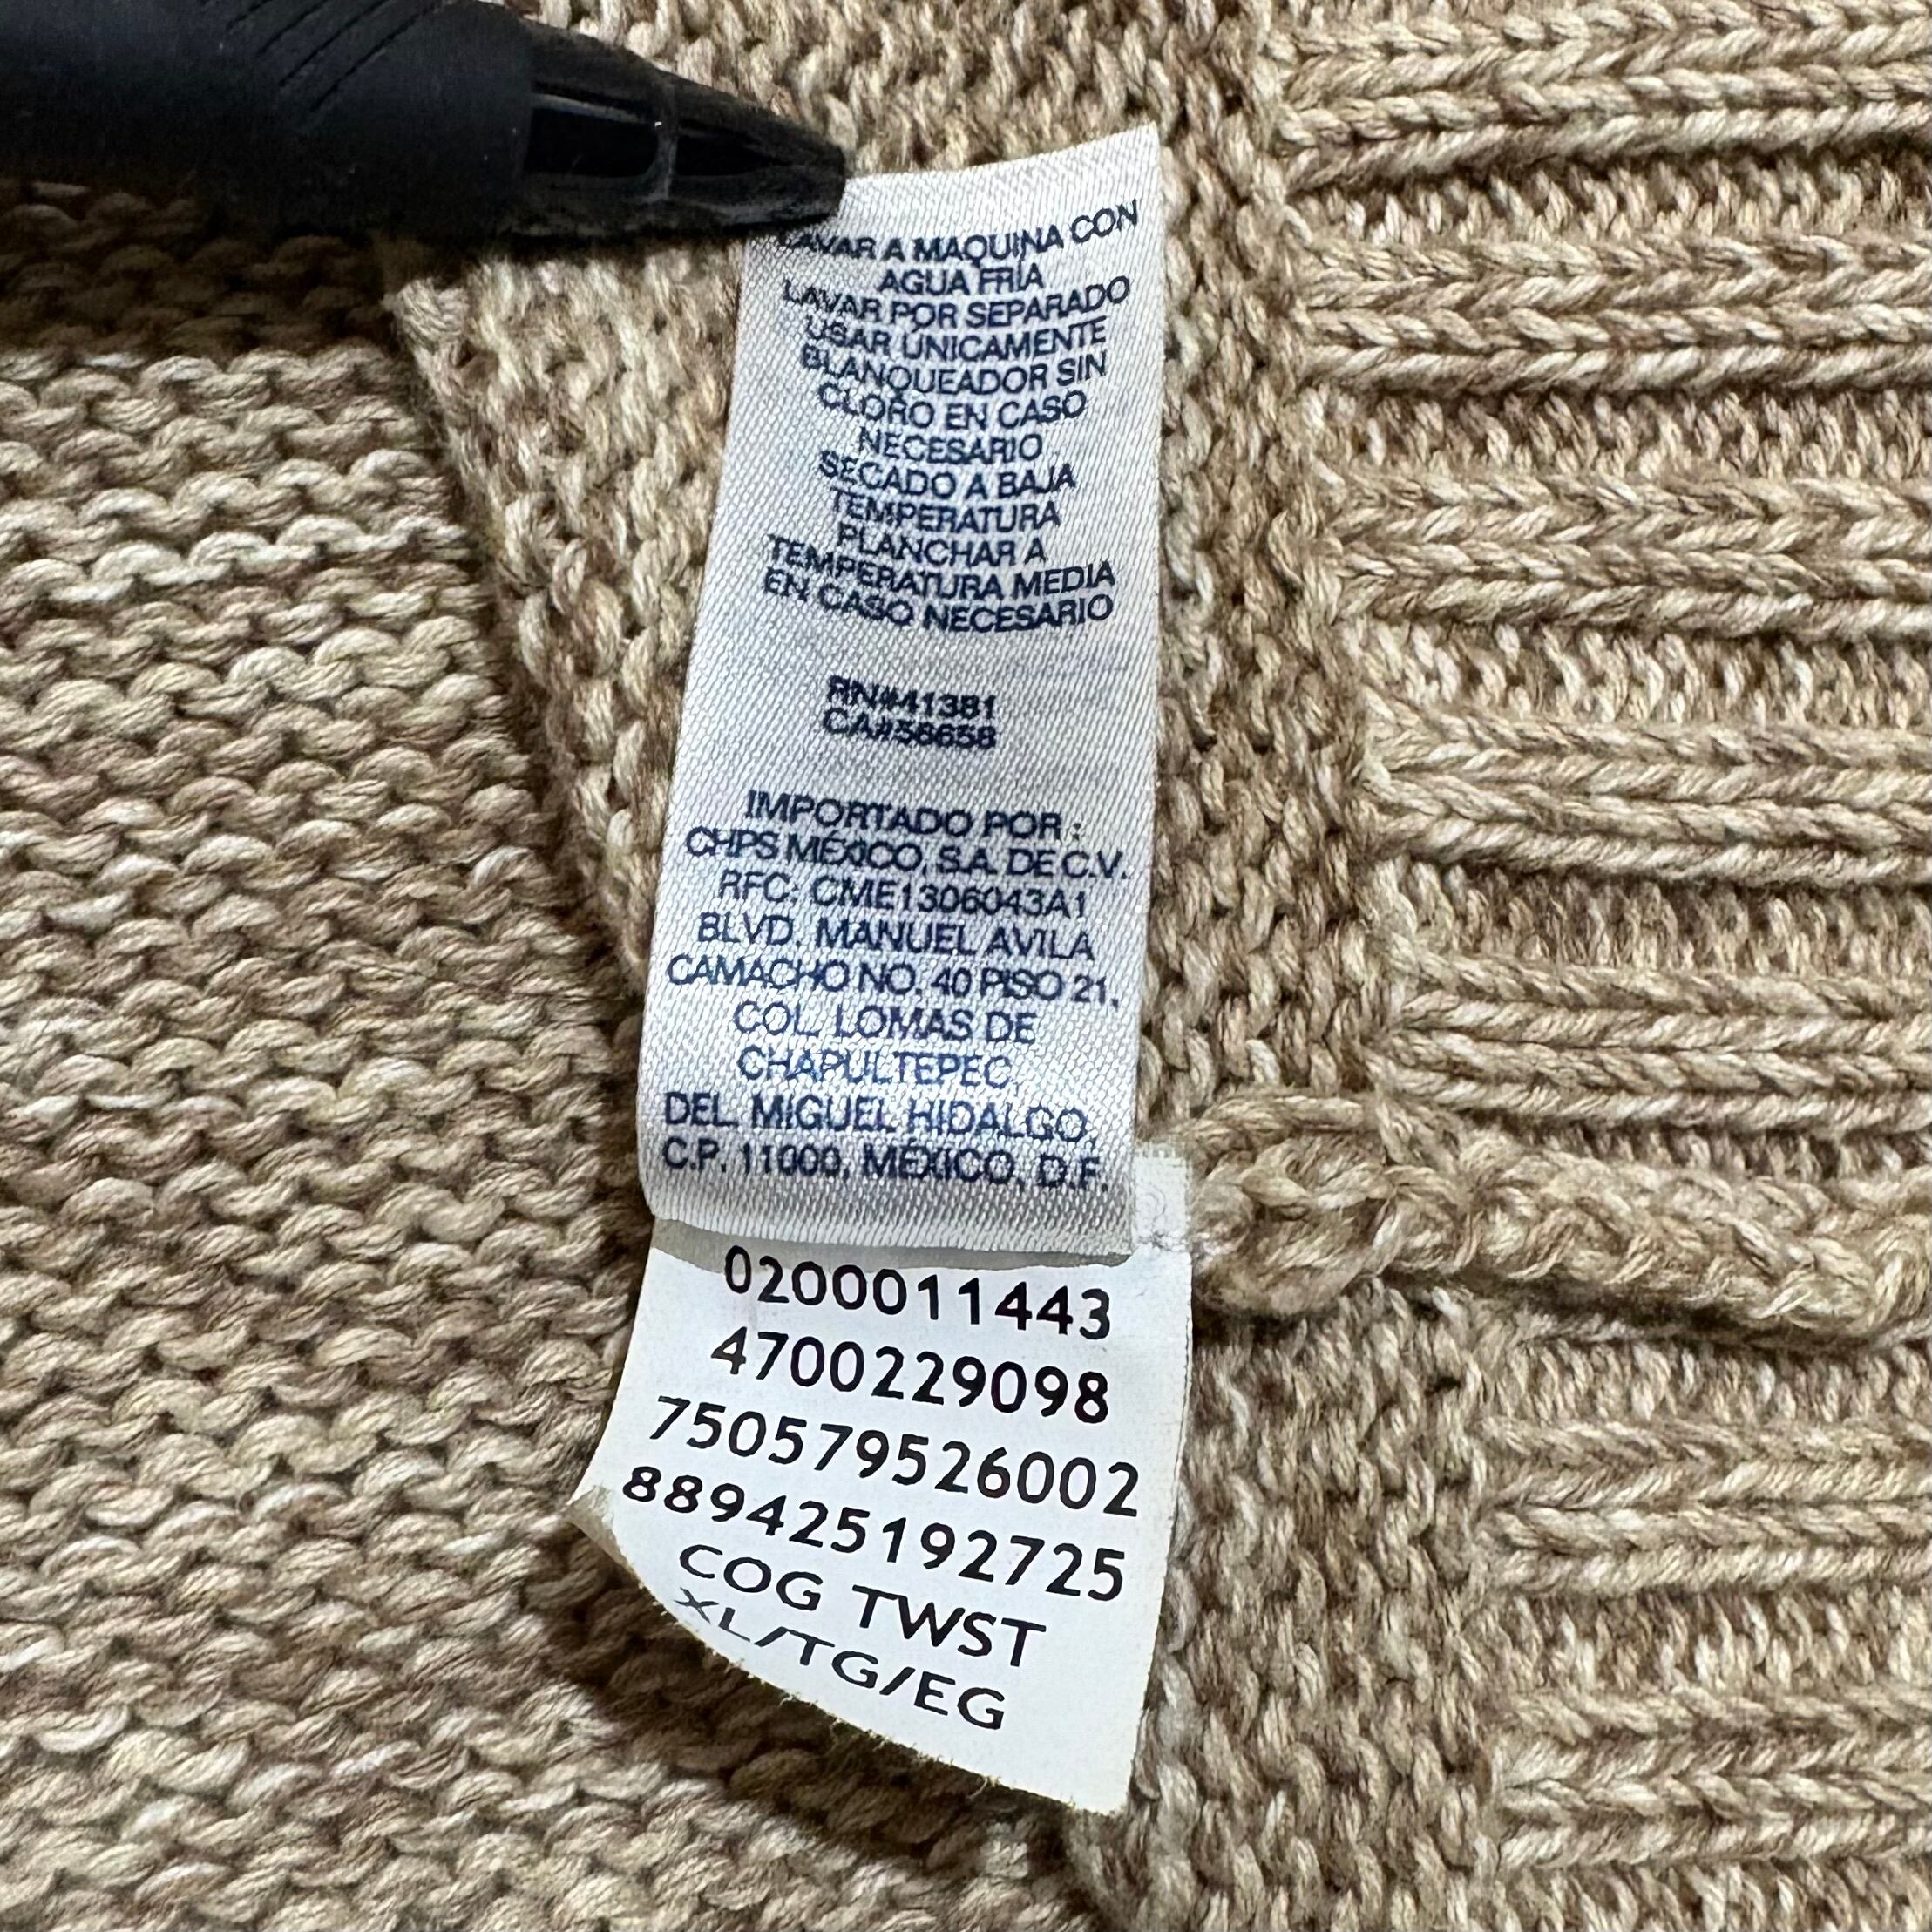 LAVAR A MAQUINA CON
AGUA FRÍA
LAVAR POR SEPARADO
USAR ÚNICAMENTE
BLANQUEADOR SIN
CLORO EN CASO
NECESARIO
SECADO A BAJA
TEMPERATURA
PLANCHAR A
TEMPERATURA MEDIA
EN CASO NECESARIO
RN#41381
CA#56658
IMPORTADO POR :
CHPS MÉXICO, S.A. DE C.V.
RFC: CME1306043A1
BLVD. MANUEL AVILA
CAMACHO NO. 40 PISO 21,
COL. LOMAS DE
CHAPULTEPEC,
DEL. MIGUEL HIDALGO,
C.P. 11000, MÉXICO, D.F.
0200011443
4700229098
750579526002
889425192725
COG TWST
XL/TG/EG